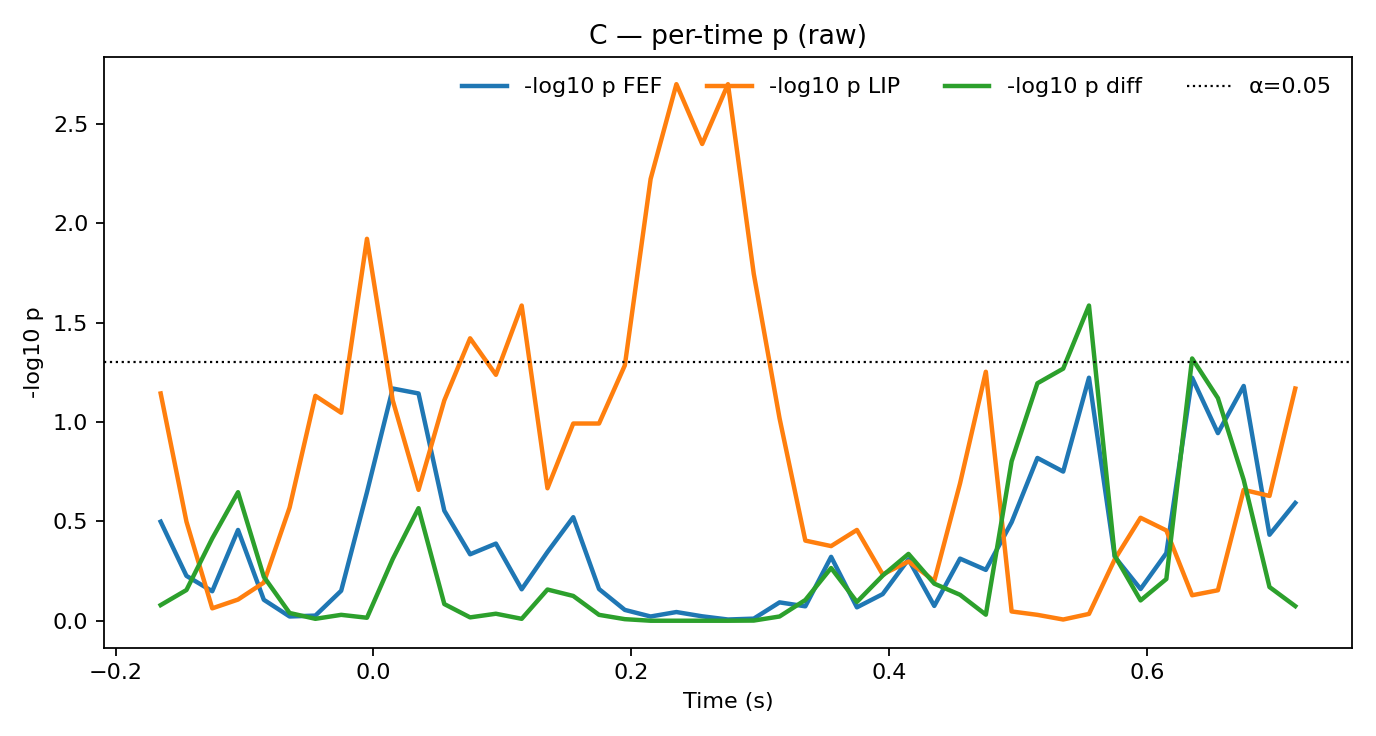 C — per-time p (raw)
-log10 p FEF
-log10 p LIP
-log10 p diff
α=0.05
-log10 p
2.5
2.0
1.5
1.0
0.5
0.0
−0.2
0.0
0.2
0.4
0.6
Time (s)